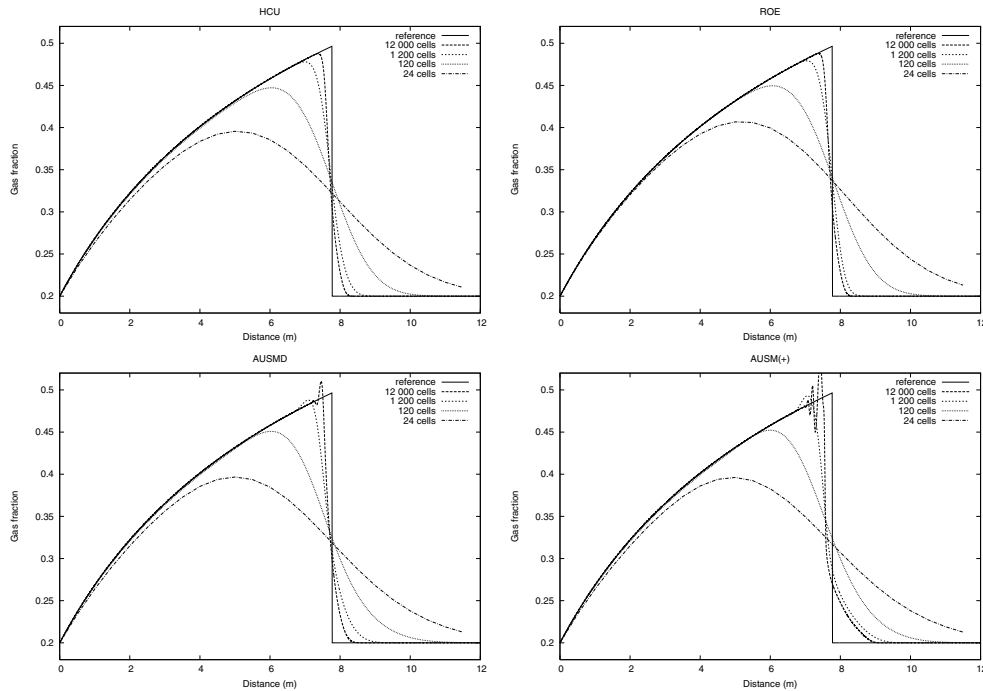 HCU
reference
12 000 cells
1 200 cells
120 cells
24 cells
0.5
0.45
0.4
0.35
0.3
0.25
0.2
Gas fraction
0 2 4 6 8 10 12
Distance (m)
ROE
reference
12 000 cells
1 200 cells
120 cells
24 cells
0.5
0.45
0.4
0.35
0.3
0.25
0.2
Gas fraction
0 2 4 6 8 10 12
Distance (m)
AUSMD
reference
12 000 cells
1 200 cells
120 cells
24 cells
0.5
0.45
0.4
0.35
0.3
0.25
0.2
Gas fraction
0 2 4 6 8 10 12
Distance (m)
AUSM(+)
reference
12 000 cells
1 200 cells
120 cells
24 cells
0.5
0.45
0.4
0.35
0.3
0.25
0.2
Gas fraction
0 2 4 6 8 10 12
Distance (m)